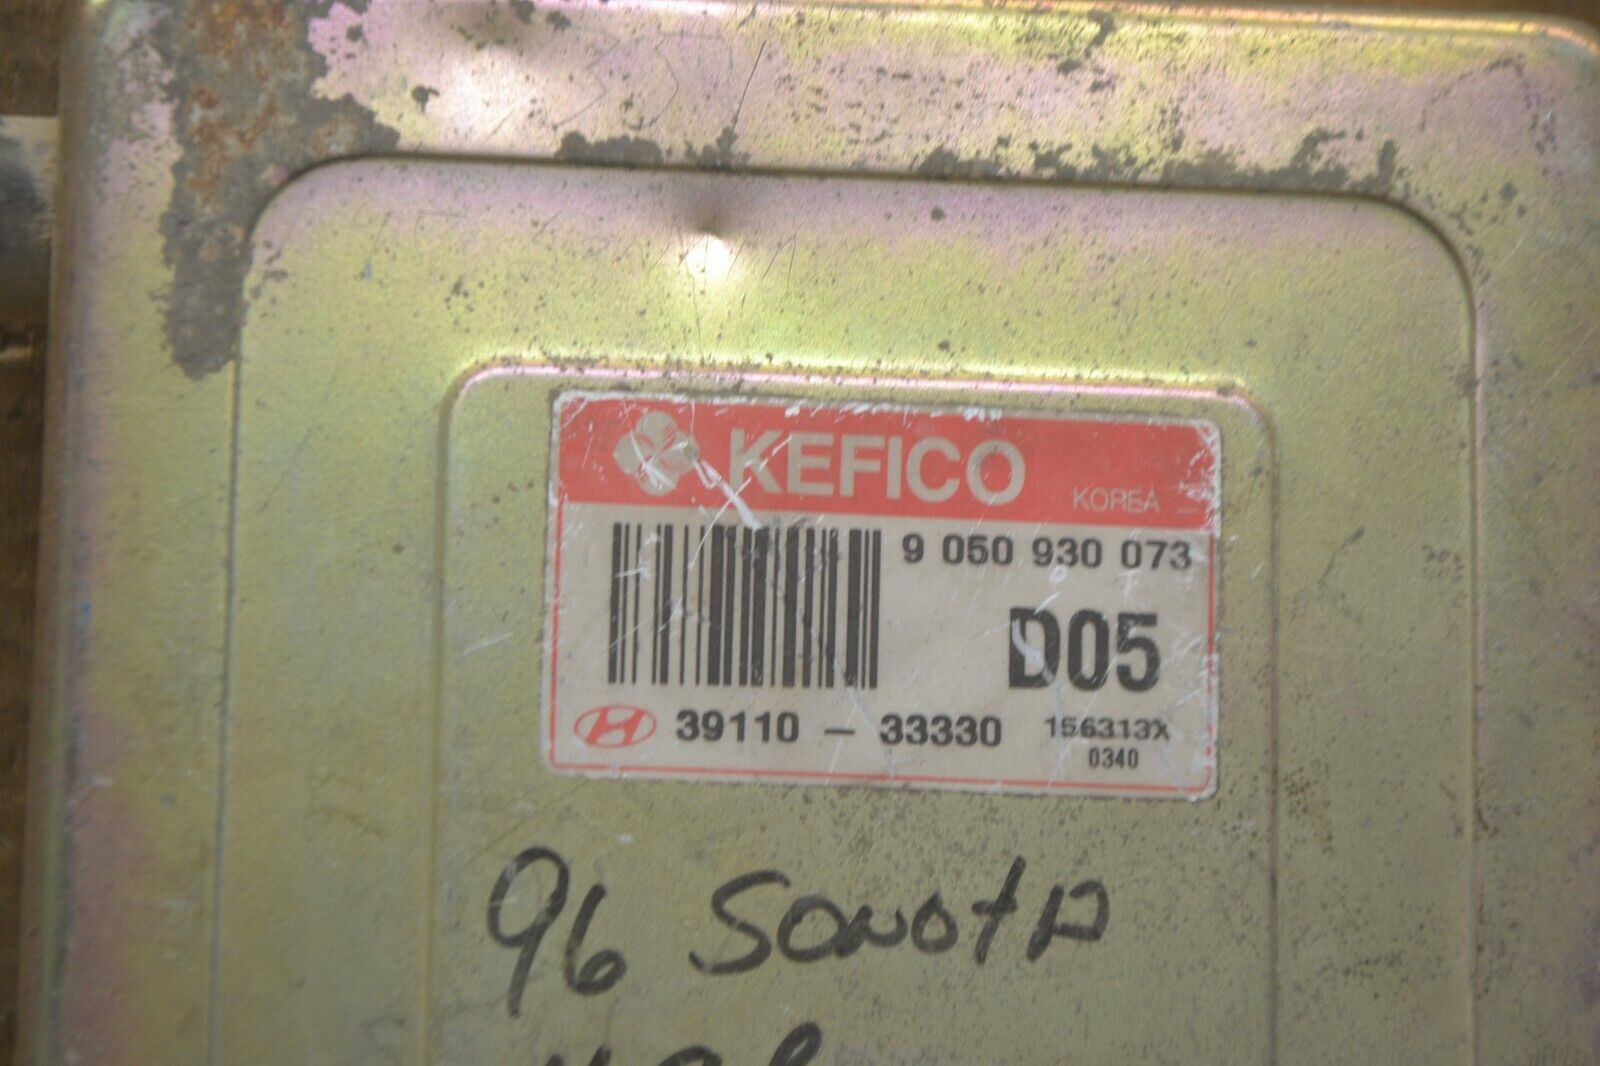 KEFICO
KOREA
9 050 930 073
D05
39110 - 33330
156313X
0340
96 SONOTA